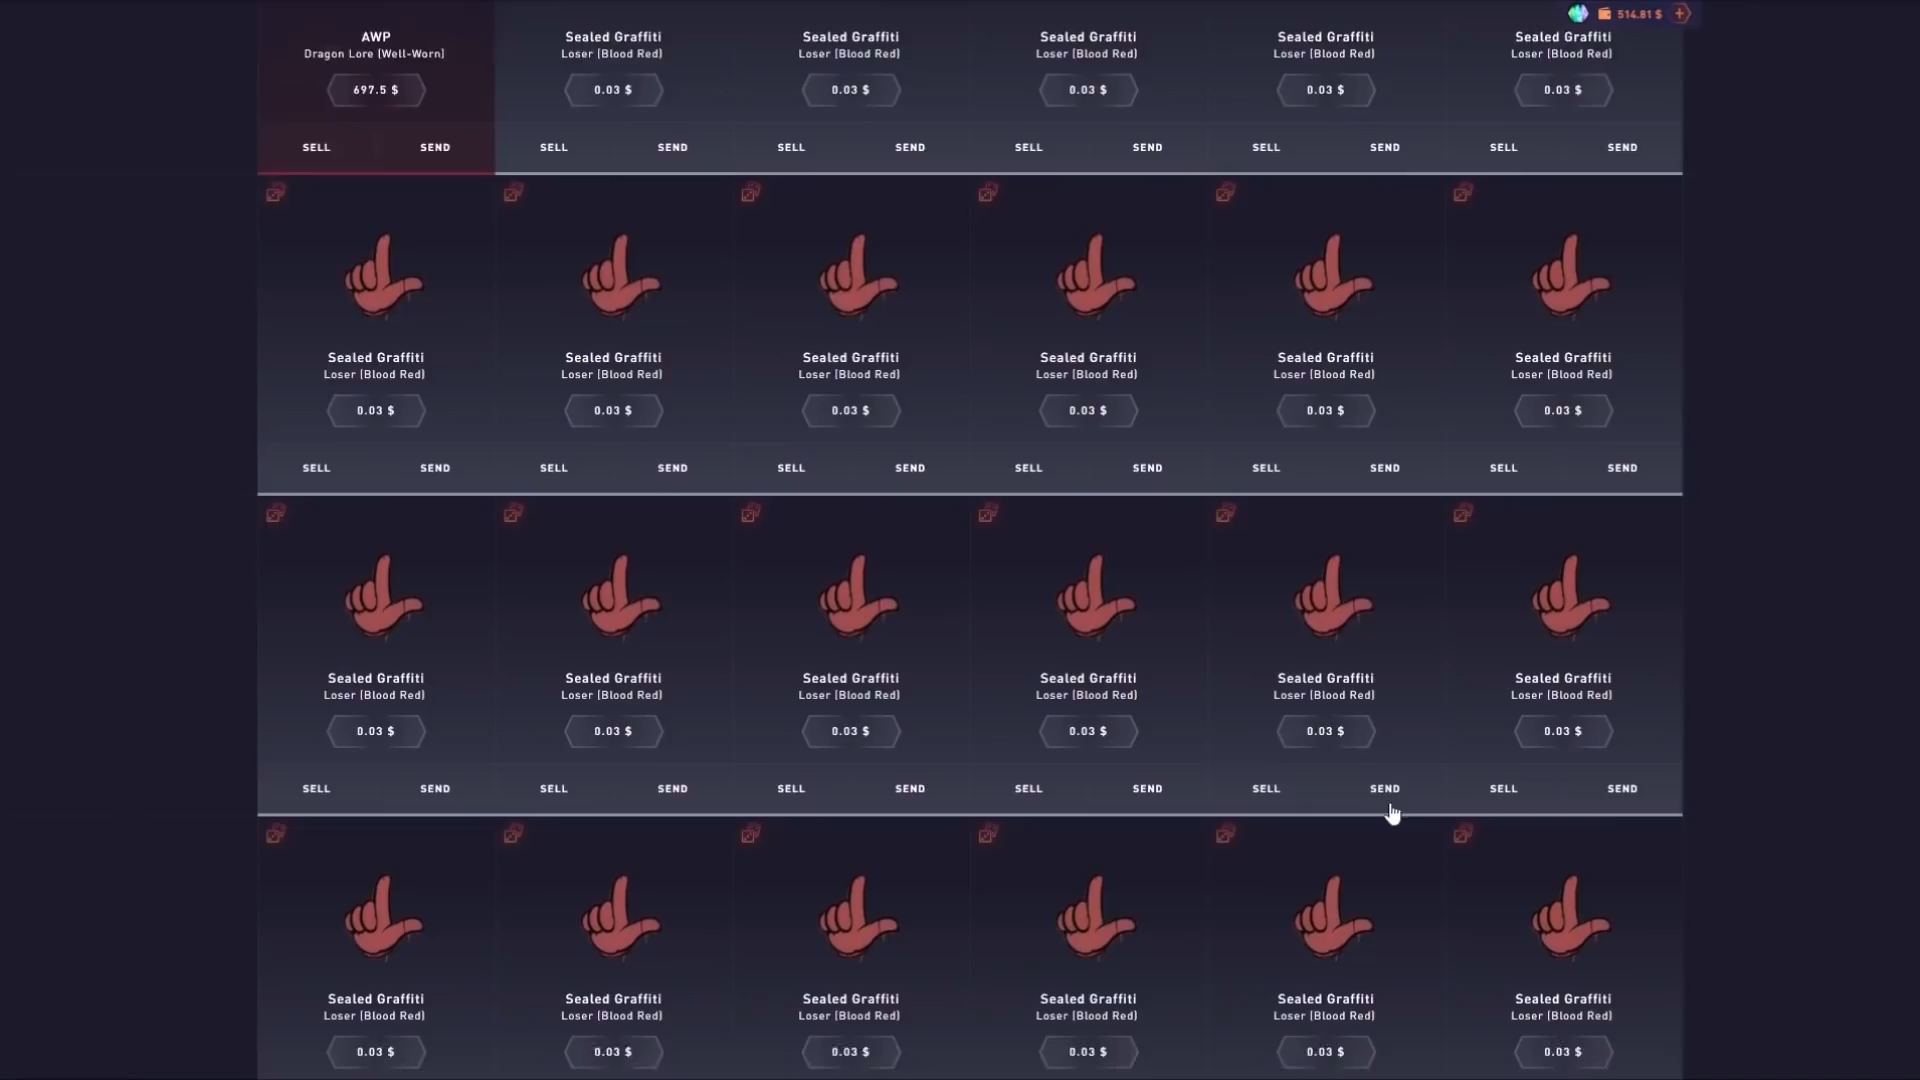 514.81 $
AWP Sealed Graffiti Sealed Graffiti Sealed Graffiti Sealed Graffiti Sealed Graffiti
Dragon Lore (Well-Worn) Loser (Blood Red) Loser (Blood Red) Loser (Blood Red) Loser (Blood Red) Loser (Blood Red)
697.5 $ 0.03 $ 0.03 $ 0.03 $ 0.03 $ 0.03 $
SELL SEND SELL SEND SELL SEND SELL SEND SELL SEND SELL SEND
Sealed Graffiti Sealed Graffiti Sealed Graffiti Sealed Graffiti Sealed Graffiti Sealed Graffiti
Loser (Blood Red) Loser (Blood Red) Loser (Blood Red) Loser (Blood Red) Loser (Blood Red) Loser (Blood Red)
0.03 $ 0.03 $ 0.03 $ 0.03 $ 0.03 $ 0.03 $
SELL SEND SELL SEND SELL SEND SELL SEND SELL SEND SELL SEND
Sealed Graffiti Sealed Graffiti Sealed Graffiti Sealed Graffiti Sealed Graffiti Sealed Graffiti
Loser (Blood Red) Loser (Blood Red) Loser (Blood Red) Loser (Blood Red) Loser (Blood Red) Loser (Blood Red)
0.03 $ 0.03 $ 0.03 $ 0.03 $ 0.03 $ 0.03 $
SELL SEND SELL SEND SELL SEND SELL SEND SELL SEND SELL SEND
Sealed Graffiti Sealed Graffiti Sealed Graffiti Sealed Graffiti Sealed Graffiti Sealed Graffiti
Loser (Blood Red) Loser (Blood Red) Loser (Blood Red) Loser (Blood Red) Loser (Blood Red) Loser (Blood Red)
0.03 $ 0.03 $ 0.03 $ 0.03 $ 0.03 $ 0.03 $